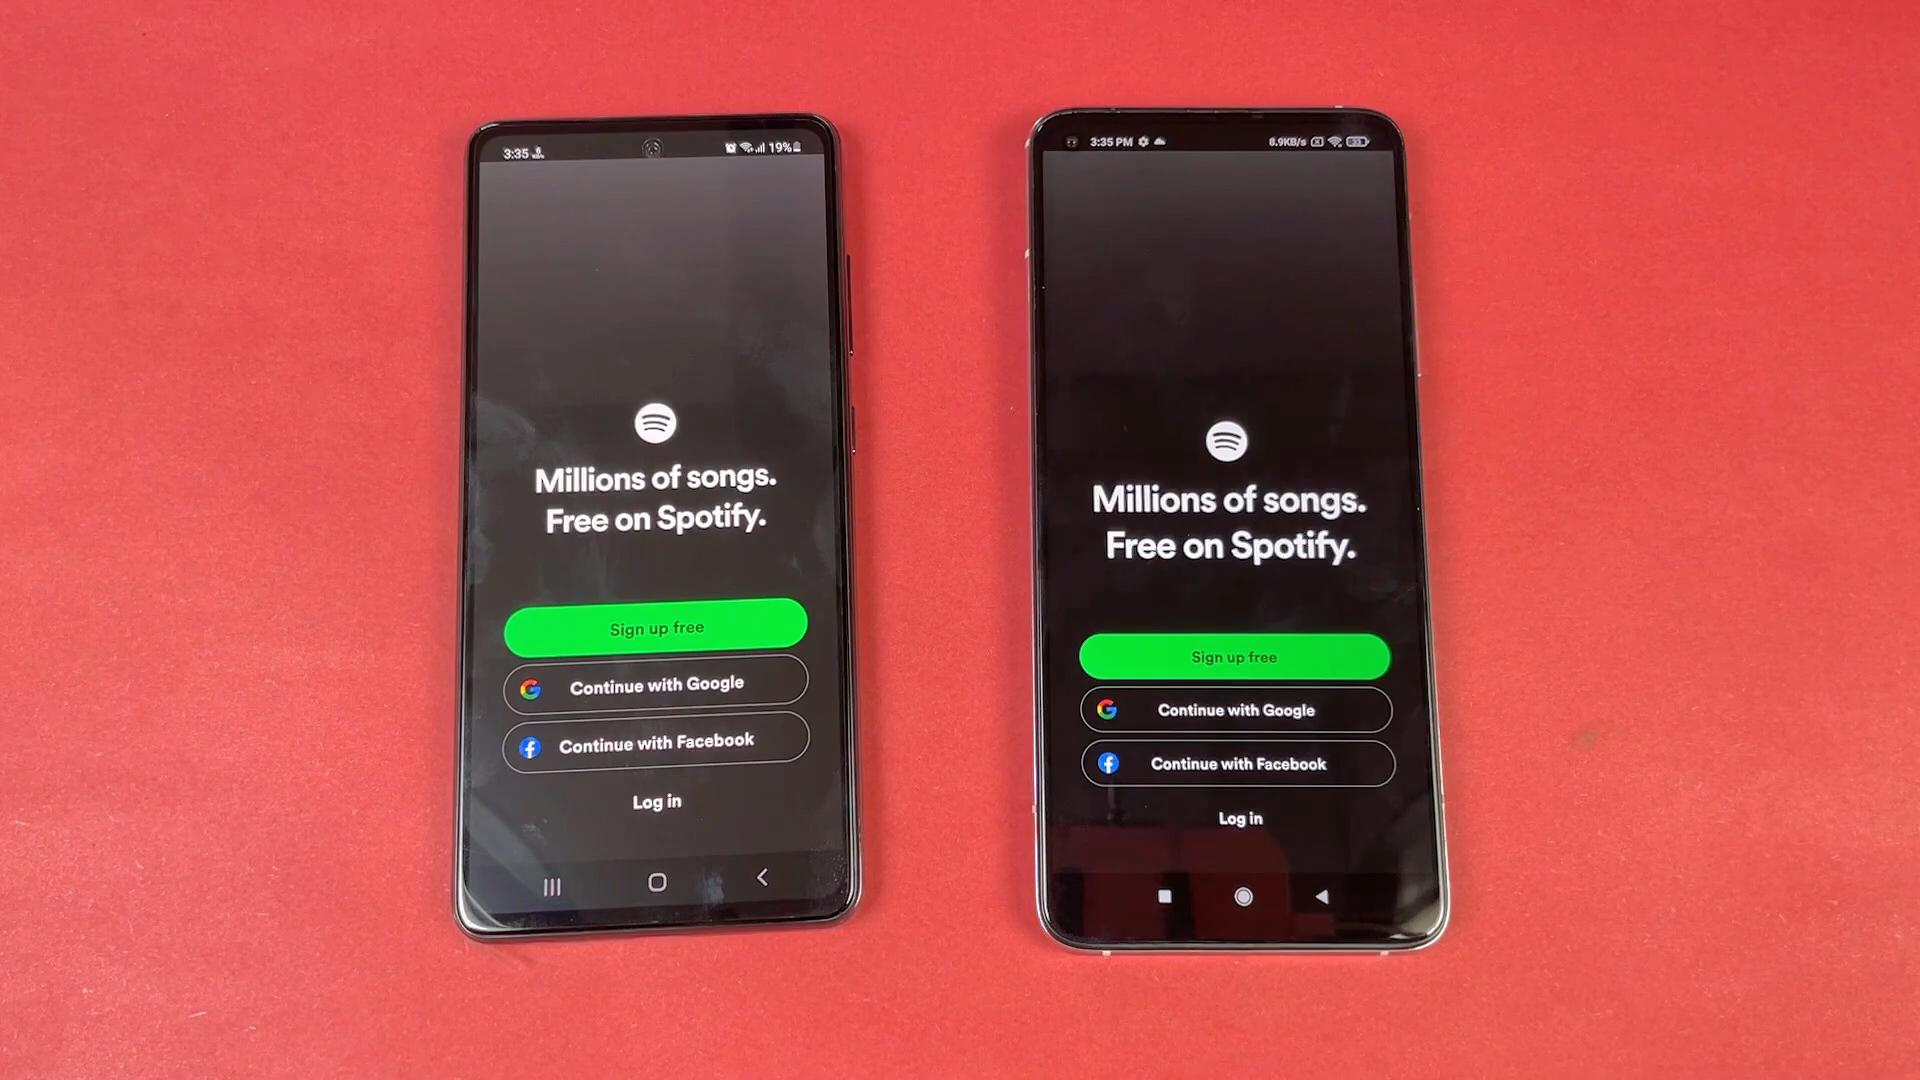 3:35
19%
Millions of songs.
Free on Spotify.
Sign up free
Continue with Google
Continue with Facebook
Log in
3:35 PM
8.9KB/s
Millions of songs.
Free on Spotify.
Sign up free
Continue with Google
Continue with Facebook
Log in